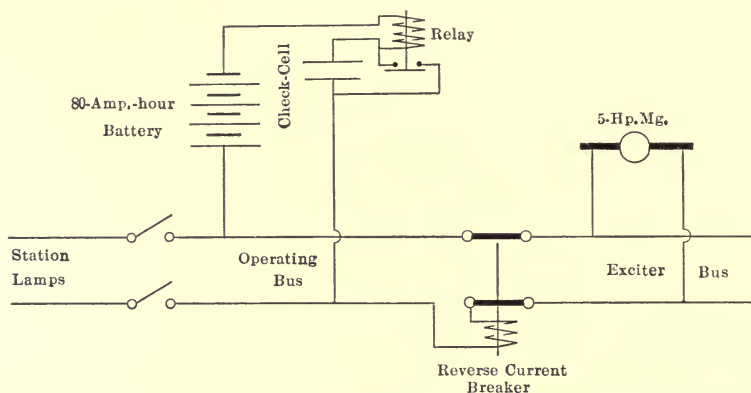 Relay
Check-Cell
80-Amp.-hour
Battery
5-Hp.Mg.
Station
Lamps
Operating
Bus
Exciter Bus
Reverse Current
Breaker